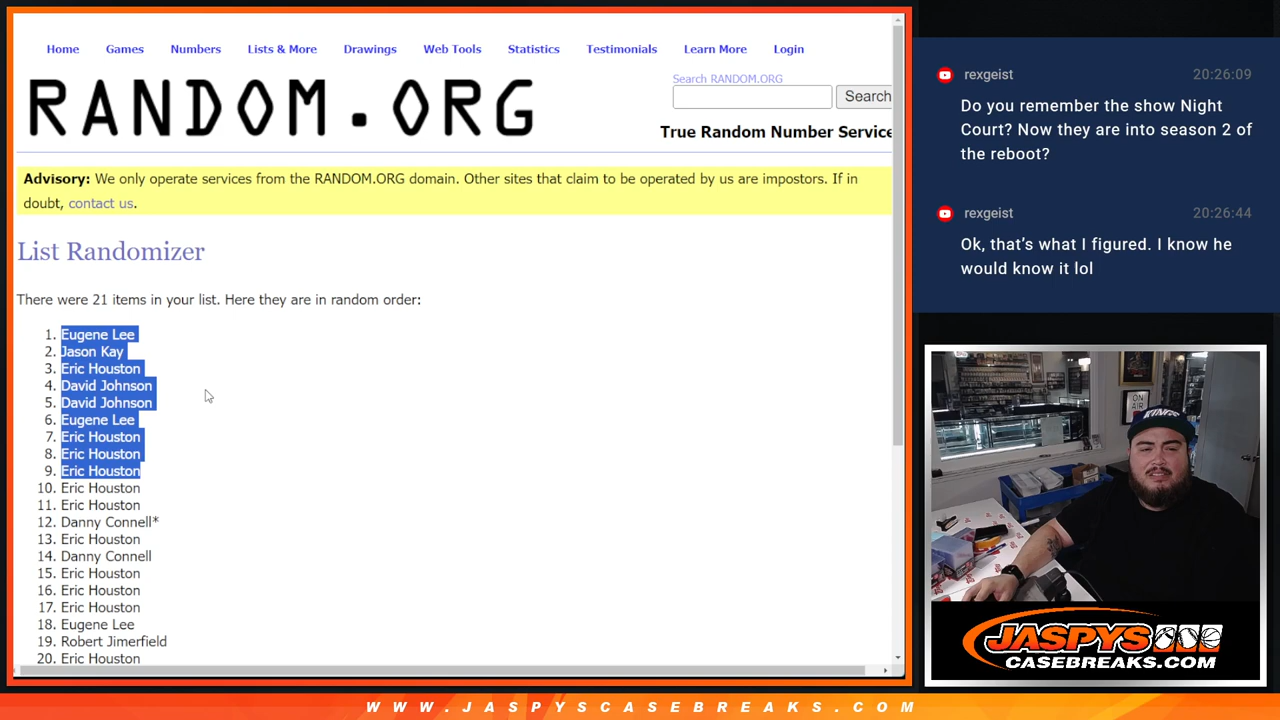 Home Games Numbers Lists & More Drawings Web Tools Statistics Testimonials Learn More Login
RANDOM.ORG
Search RANDOM.ORG
Search
True Random Number Service
Advisory: We only operate services from the RANDOM.ORG domain. Other sites that claim to be operated by us are impostors. If in
doubt, contact us.
List Randomizer
There were 21 items in your list. Here they are in random order:
1. Eugene Lee
2. Jason Kay
3. Eric Houston
4. David Johnson
5. David Johnson
6. Eugene Lee
7. Eric Houston
8. Eric Houston
9. Eric Houston
10. Eric Houston
11. Eric Houston
12. Danny Connell*
13. Eric Houston
14. Danny Connell
15. Eric Houston
16. Eric Houston
17. Eric Houston
18. Eugene Lee
19. Robert Jimerfield
20. Eric Houston
rexgeist 20:26:09
Do you remember the show Night
Court? Now they are into season 2 of
the reboot?
rexgeist 20:26:44
Ok, that's what I figured. I know he
would know it lol
ON
AIR
KINGS
JASPYS
CASEBREAKS.COM
WWW.JASPYSCASEBREAKS.COM